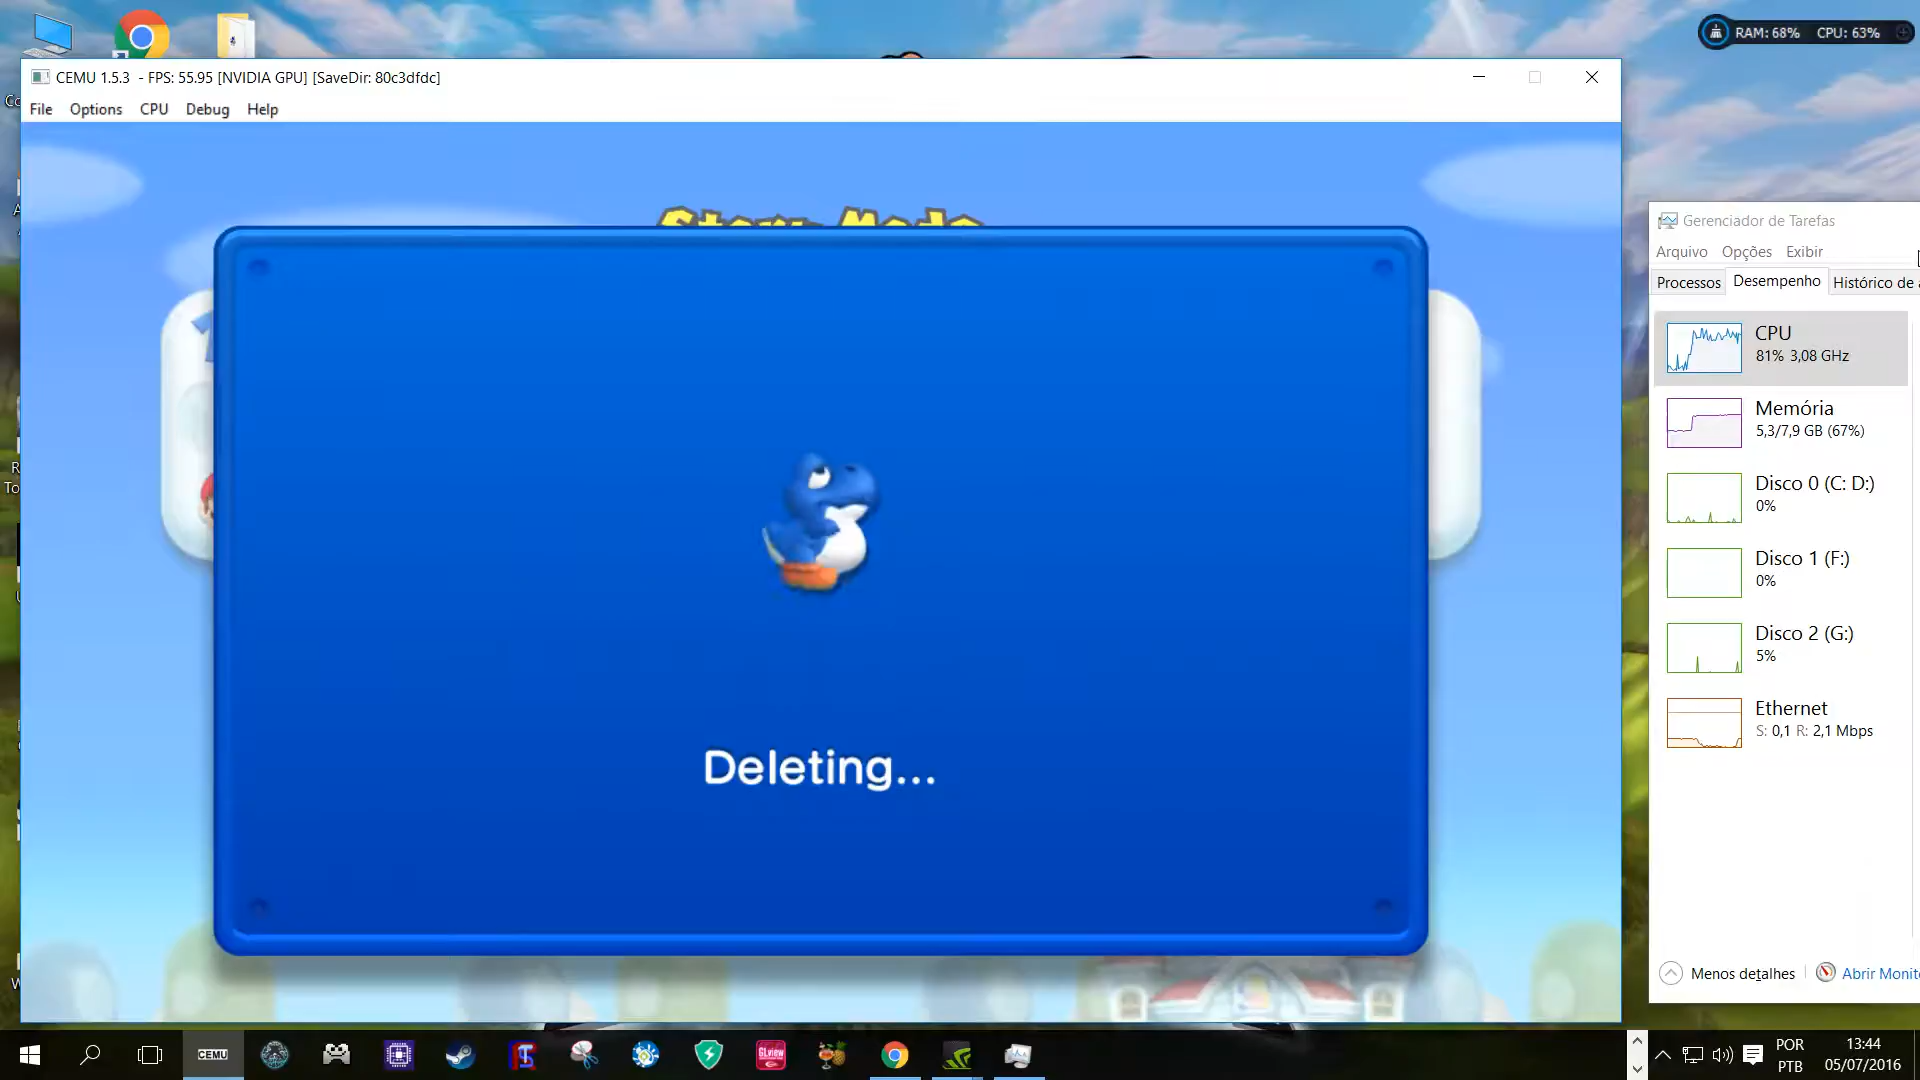 RAM: 68% CPU: 63%
CEMU 1.5.3 - FPS: 55.95 [NVIDIA GPU] [SaveDir: 80c3dfdc]
File Options CPU Debug Help
Story Mode
Deleting...
Gerenciador de Tarefas
Arquivo Opções Exibir
Processos Desempenho Histórico de
CPU
81% 3,08 GHz
Memória
5,3/7,9 GB (67%)
Disco 0 (C: D:)
0%
Disco 1 (F:)
0%
Disco 2 (G:)
5%
Ethernet
S: 0,1 R: 2,1 Mbps
Menos detalhes Abrir
CEMU
GLview
POR
PTB
13:44
05/07/2016